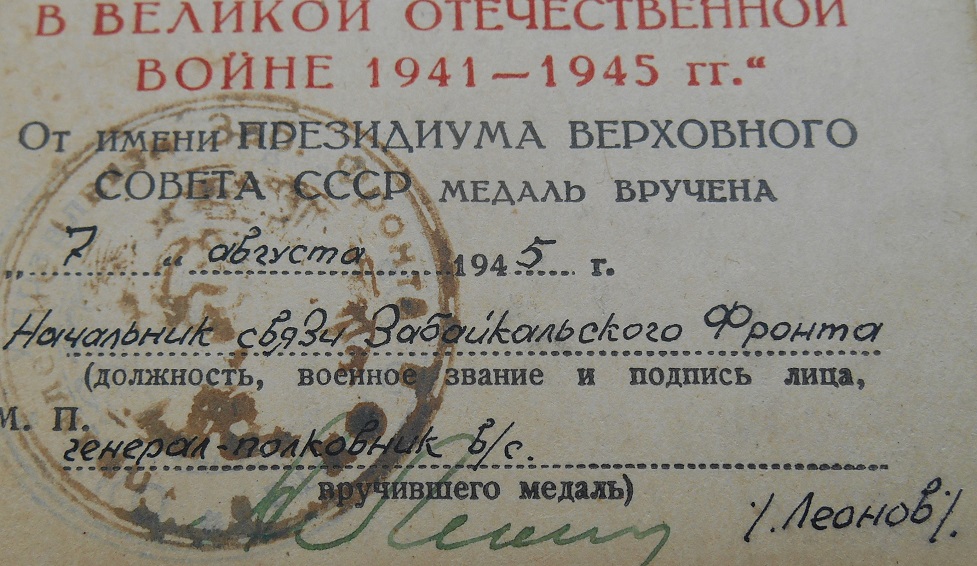 В ВЕЛИКОЙ ОТЕЧЕСТВЕННОЙ
ВОЙНЕ 1941—1945 гг.“
От имени ПРЕЗИДИУМА ВЕРХОВНОГО
СОВЕТА СССР МЕДАЛЬ ВРУЧЕНА
„ 7 “ августа 1945 г.
Начальник связи Забайкальского Фронта
(должность, военное звание и подпись лица,
М. П.
генерал-полковник в/с.
вручившего медаль)
/.Леонов/.